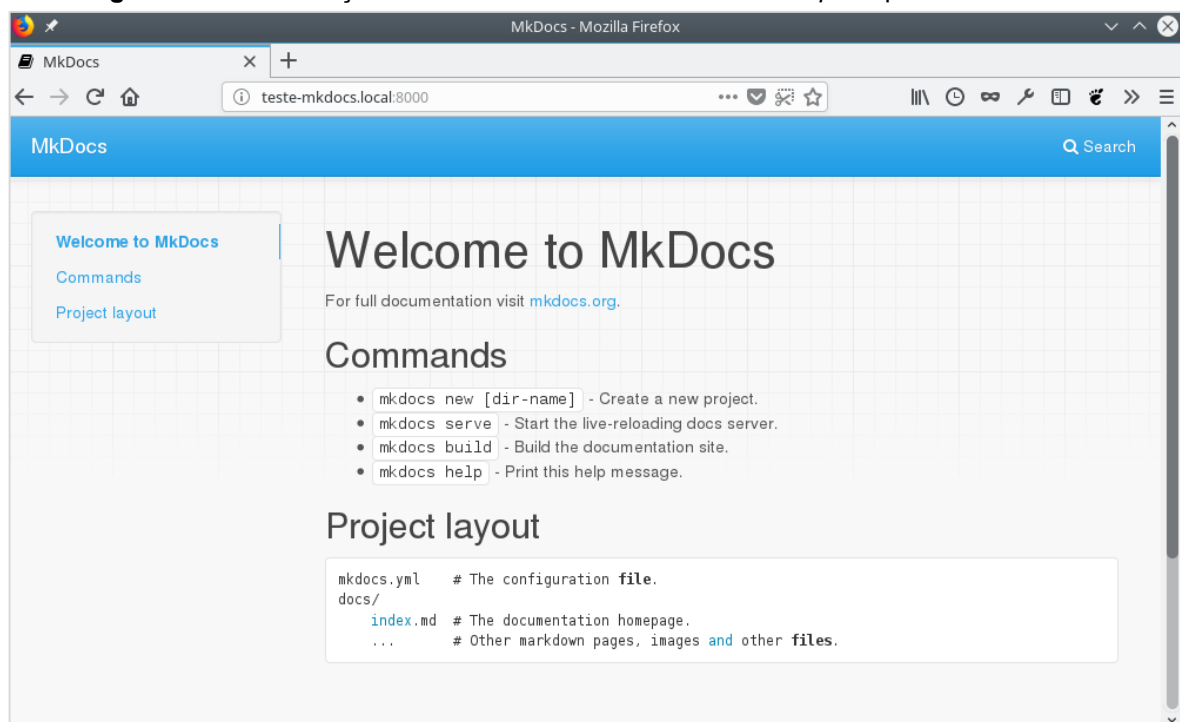 MkDocs - Mozilla Firefox
MkDocs
teste-mkdocs.local:8000
MkDocs
Search
Welcome to MkDocs
Commands
Project layout
Welcome to MkDocs
For full documentation visit mkdocs.org.
Commands
mkdocs new [dir-name] - Create a new project.
mkdocs serve - Start the live-reloading docs server.
mkdocs build - Build the documentation site.
mkdocs help - Print this help message.
Project layout
mkdocs.yml    # The configuration file.
docs/
    index.md  # The documentation homepage.
    ...       # Other markdown pages, images and other files.